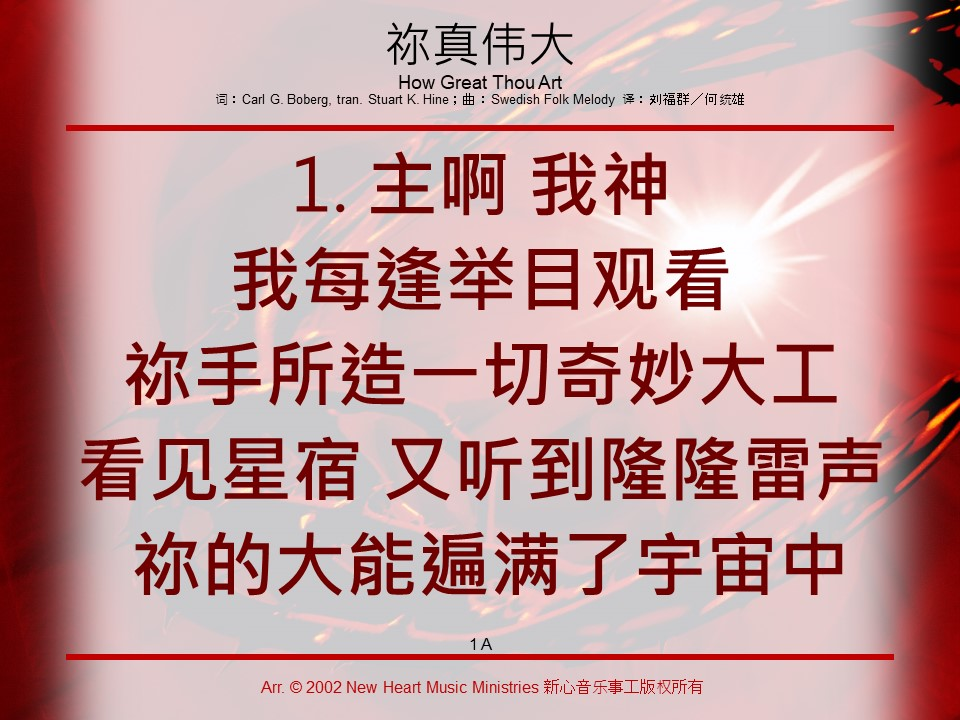 祢真伟大
How Great Thou Art
词：Carl G. Boberg, tran. Stuart K. Hine；曲：Swedish Folk Melody 译：刘福群／何统雄
1. 主啊 我神
我每逢举目观看
祢手所造一切奇妙大工
看见星宿 又听到隆隆雷声
祢的大能遍满了宇宙中
1 A
Arr. © 2002 New Heart Music Ministries 新心音乐事工版权所有